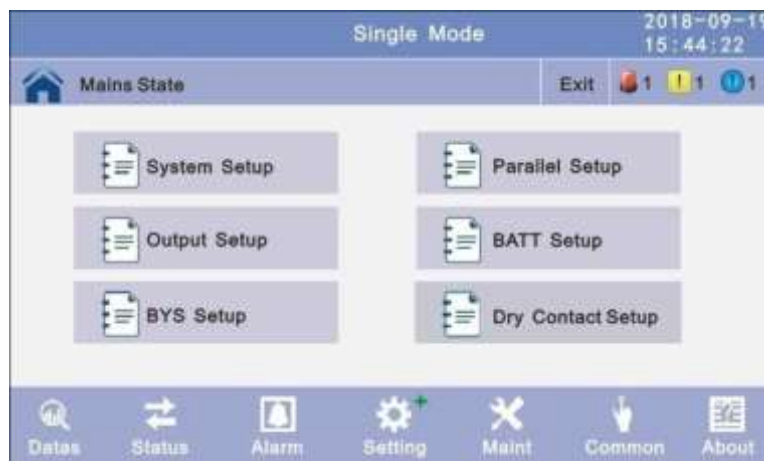 Single Mode
2018-09-19
15:44:22
Mains State
Exit
1
1
1
System Setup
Parallel Setup
Output Setup
BATT Setup
BYS Setup
Dry Contact Setup
Datas
Status
Alarm
Setting
Maint
Common
About